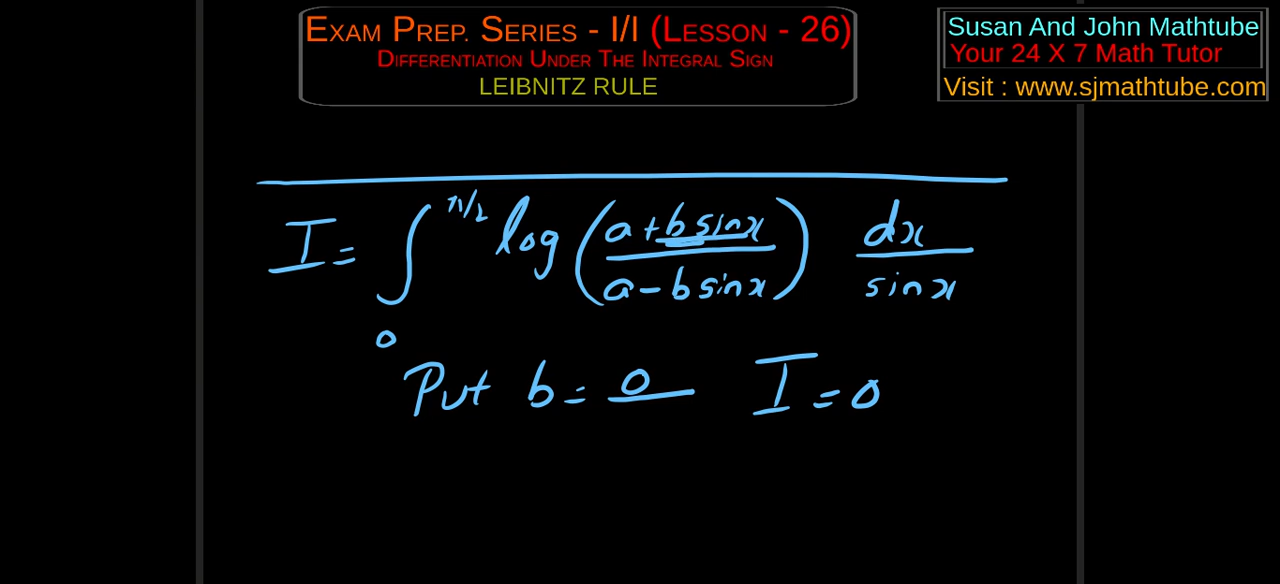 EXAM PREP. SERIES - I/I (LESSON - 26)
DIFFERENTIATION UNDER THE INTEGRAL SIGN
LEIBNITZ RULE
Susan And John Mathtube
Your 24 X 7 Math Tutor
Visit : www.sjmathtube.com
I = ∫₀^{π/2} log((a + b sin x)/(a - b sin x)) dx/sin x
Put b = 0 I = 0